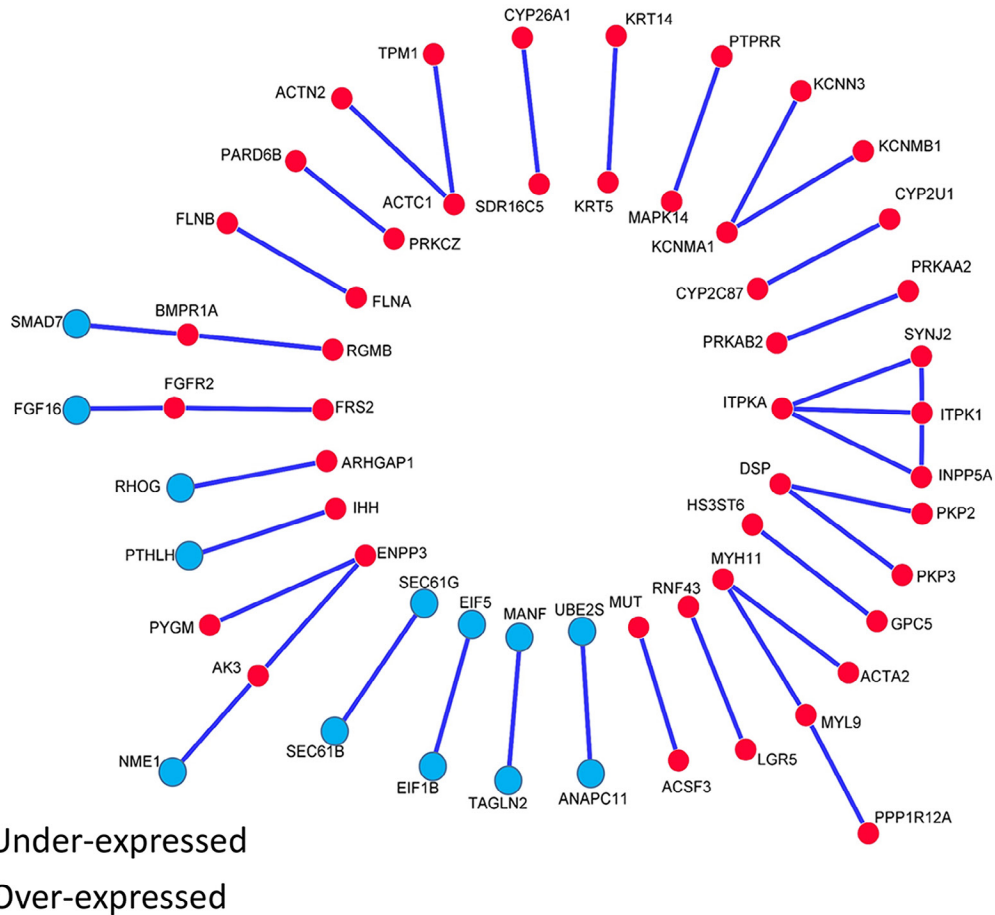 CYP26A1
KRT14
TPM1
PTPRR
ACTN2
KCNN3
PARD6B
KCNMB1
ACTC1
SDR16C5
KRT5
MAPK14
CYP2U1
FLNB
PRKCZ
KCNMA1
PRKAA2
FLNA
CYP2C87
BMPR1A
SMAD7
RGMB
PRKAB2
SYNJ2
FGFR2
FGF16
FRS2
ITPKA
ITPK1
ARHGAP1
DSP
INPP5A
RHOG
IHH
HS3ST6
PKP2
PTHLH
ENPP3
MYH11
SEC61G
EIF5
MANF
UBE2S
MUT
RNF43
PKP3
PYGM
GPC5
AK3
ACTA2
MYL9
NME1
SEC61B
EIF1B
TAGLN2
ANAPC11
ACSF3
LGR5
PPP1R12A
Under-expressed
Over-expressed